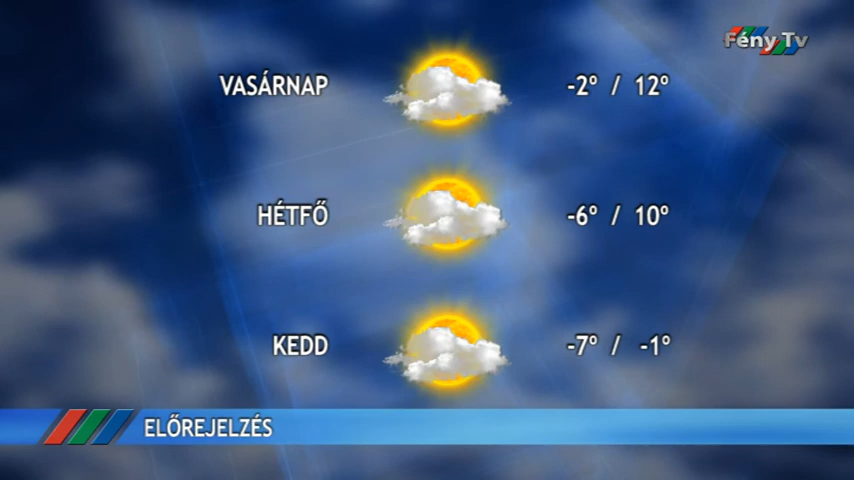 Fény Tv
VASÁRNAP -2° / 12°
HÉTFŐ -6° / 10°
KEDD -7° / -1°
ELŐREJELZÉS